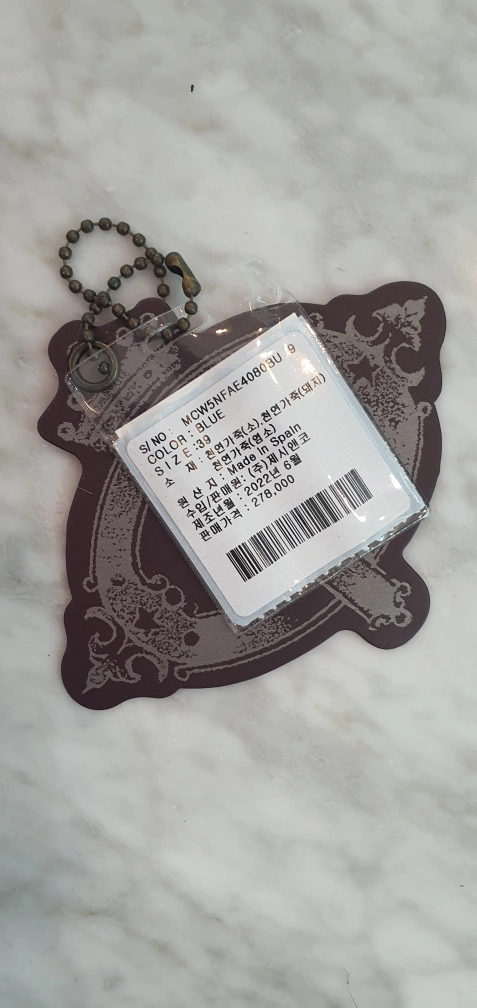 S/NO : MCW5NFAE4080BU 9
COLOR : BLUE
SIZE : 39
소 재 : 천연가죽(소),천연가죽(돼지)
천연가죽(염소)
원 산 지 : Made in Spain
수입/판매원: (주)제시앤코
제조년월 : 2022년 6월
판매가격 : 278,000